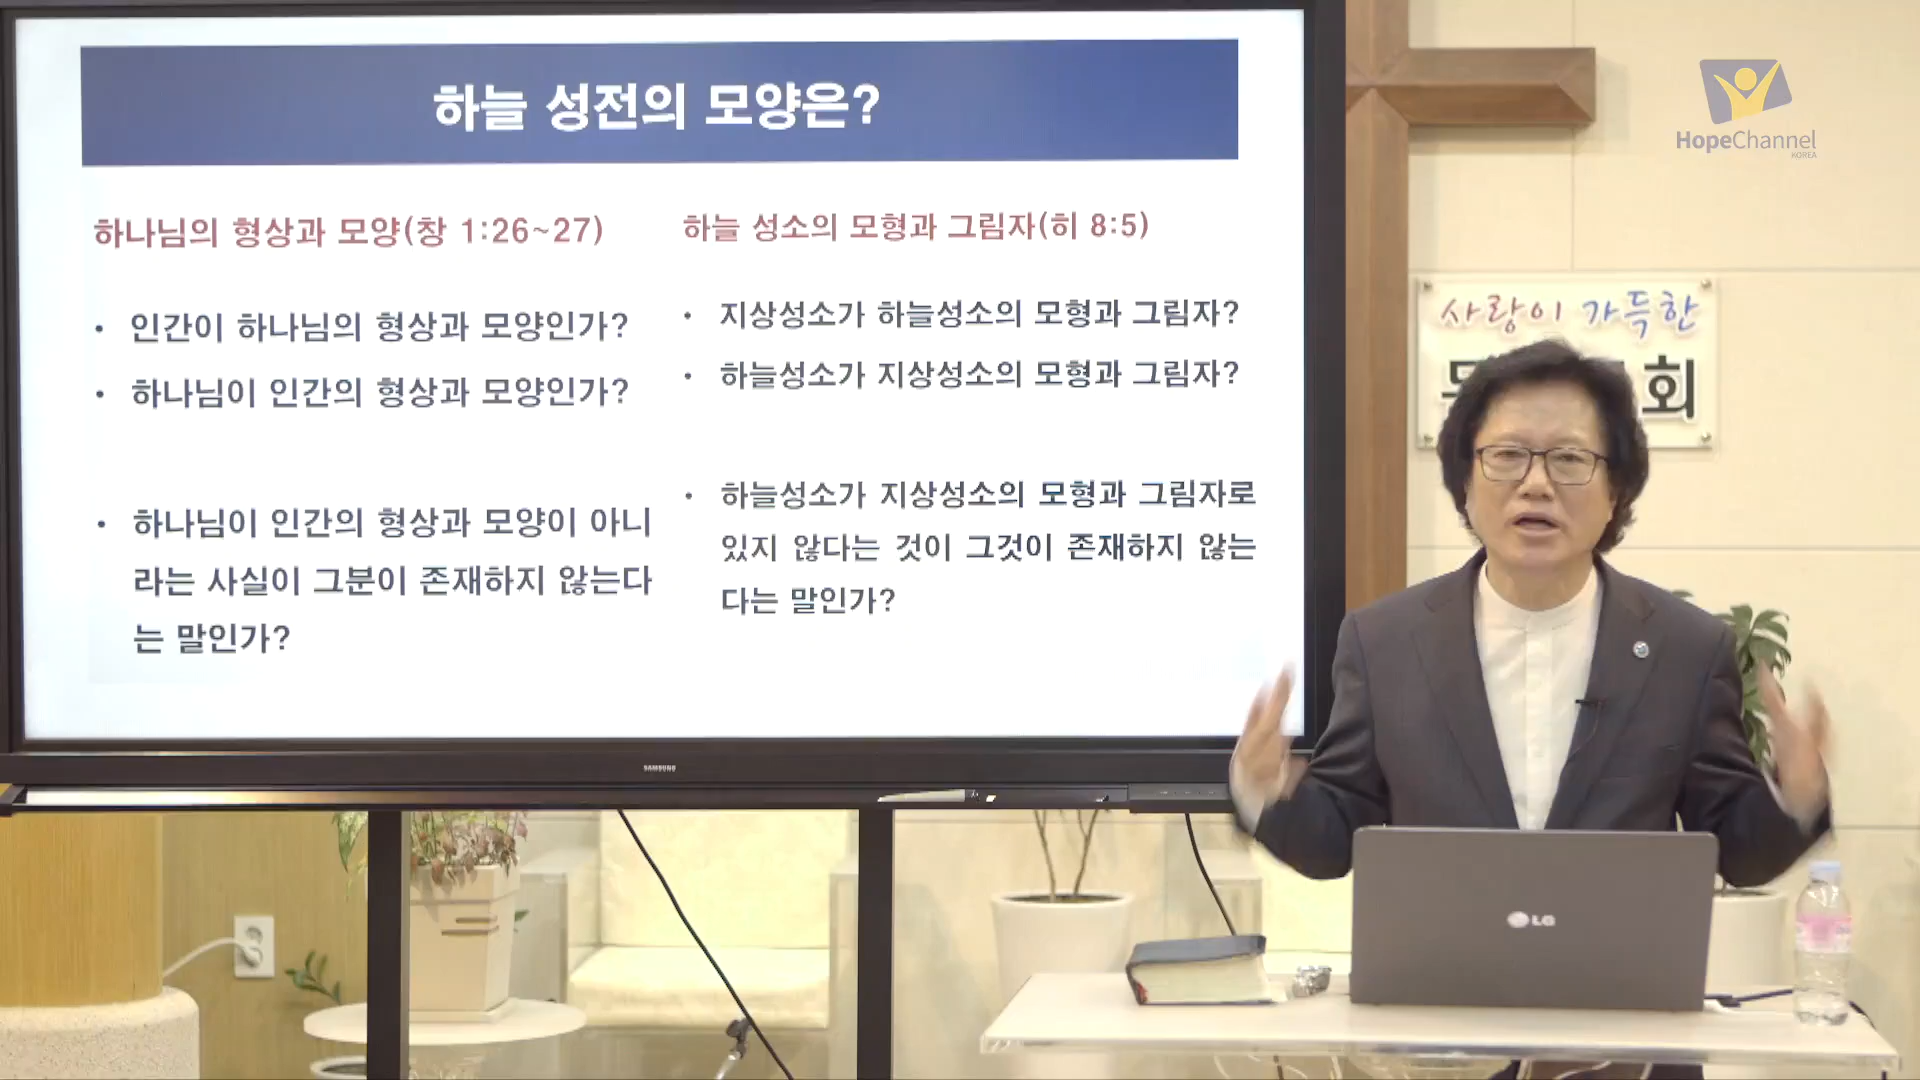 하늘 성전의 모양은?
하나님의 형상과 모양(창 1:26~27)
• 인간이 하나님의 형상과 모양인가?
• 하나님이 인간의 형상과 모양인가?
• 하나님이 인간의 형상과 모양이 아니
라는 사실이 그분이 존재하지 않는다
는 말인가?
하늘 성소의 모형과 그림자(히 8:5)
• 지상성소가 하늘성소의 모형과 그림자?
• 하늘성소가 지상성소의 모형과 그림자?
• 하늘성소가 지상성소의 모형과 그림자로
있지 않다는 것이 그것이 존재하지 않는
다는 말인가?
SAMSUNG
HopeChannel
KOREA
사랑이 가득한
회
LG